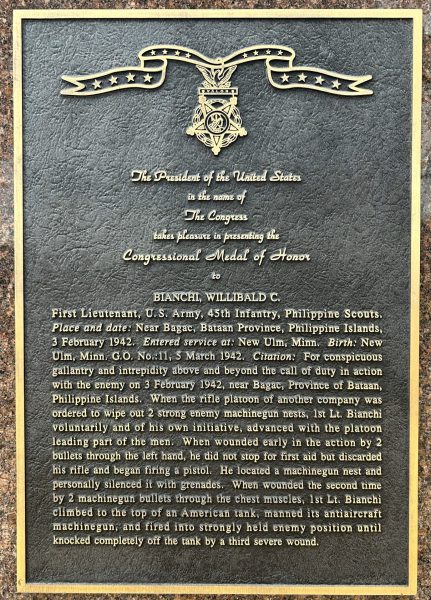 VALOR
The President of the United States
in the name of
The Congress
takes pleasure in presenting the
Congressional Medal of Honor
to
BIANCHI, WILLIBALD C.
First Lieutenant, U.S. Army, 45th Infantry, Philippine Scouts.
Place and date: Near Bagac, Bataan Province, Philippine Islands,
3 February 1942. Entered service at: New Ulm, Minn. Birth: New
Ulm, Minn. G.O. No.:11, 5 March 1942. Citation: For conspicuous
gallantry and intrepidity above and beyond the call of duty in action
with the enemy on 3 February 1942, near Bagac, Province of Bataan,
Philippine Islands. When the rifle platoon of another company was
ordered to wipe out 2 strong enemy machinegun nests, 1st Lt. Bianchi
voluntarily and of his own initiative, advanced with the platoon
leading part of the men. When wounded early in the action by 2
bullets through the left hand, he did not stop for first aid but discarded
his rifle and began firing a pistol. He located a machinegun nest and
personally silenced it with grenades. When wounded the second time
by 2 machinegun bullets through the chest muscles, 1st Lt. Bianchi
climbed to the top of an American tank, manned its antiaircraft
machinegun, and fired into strongly held enemy position until
knocked completely off the tank by a third severe wound.